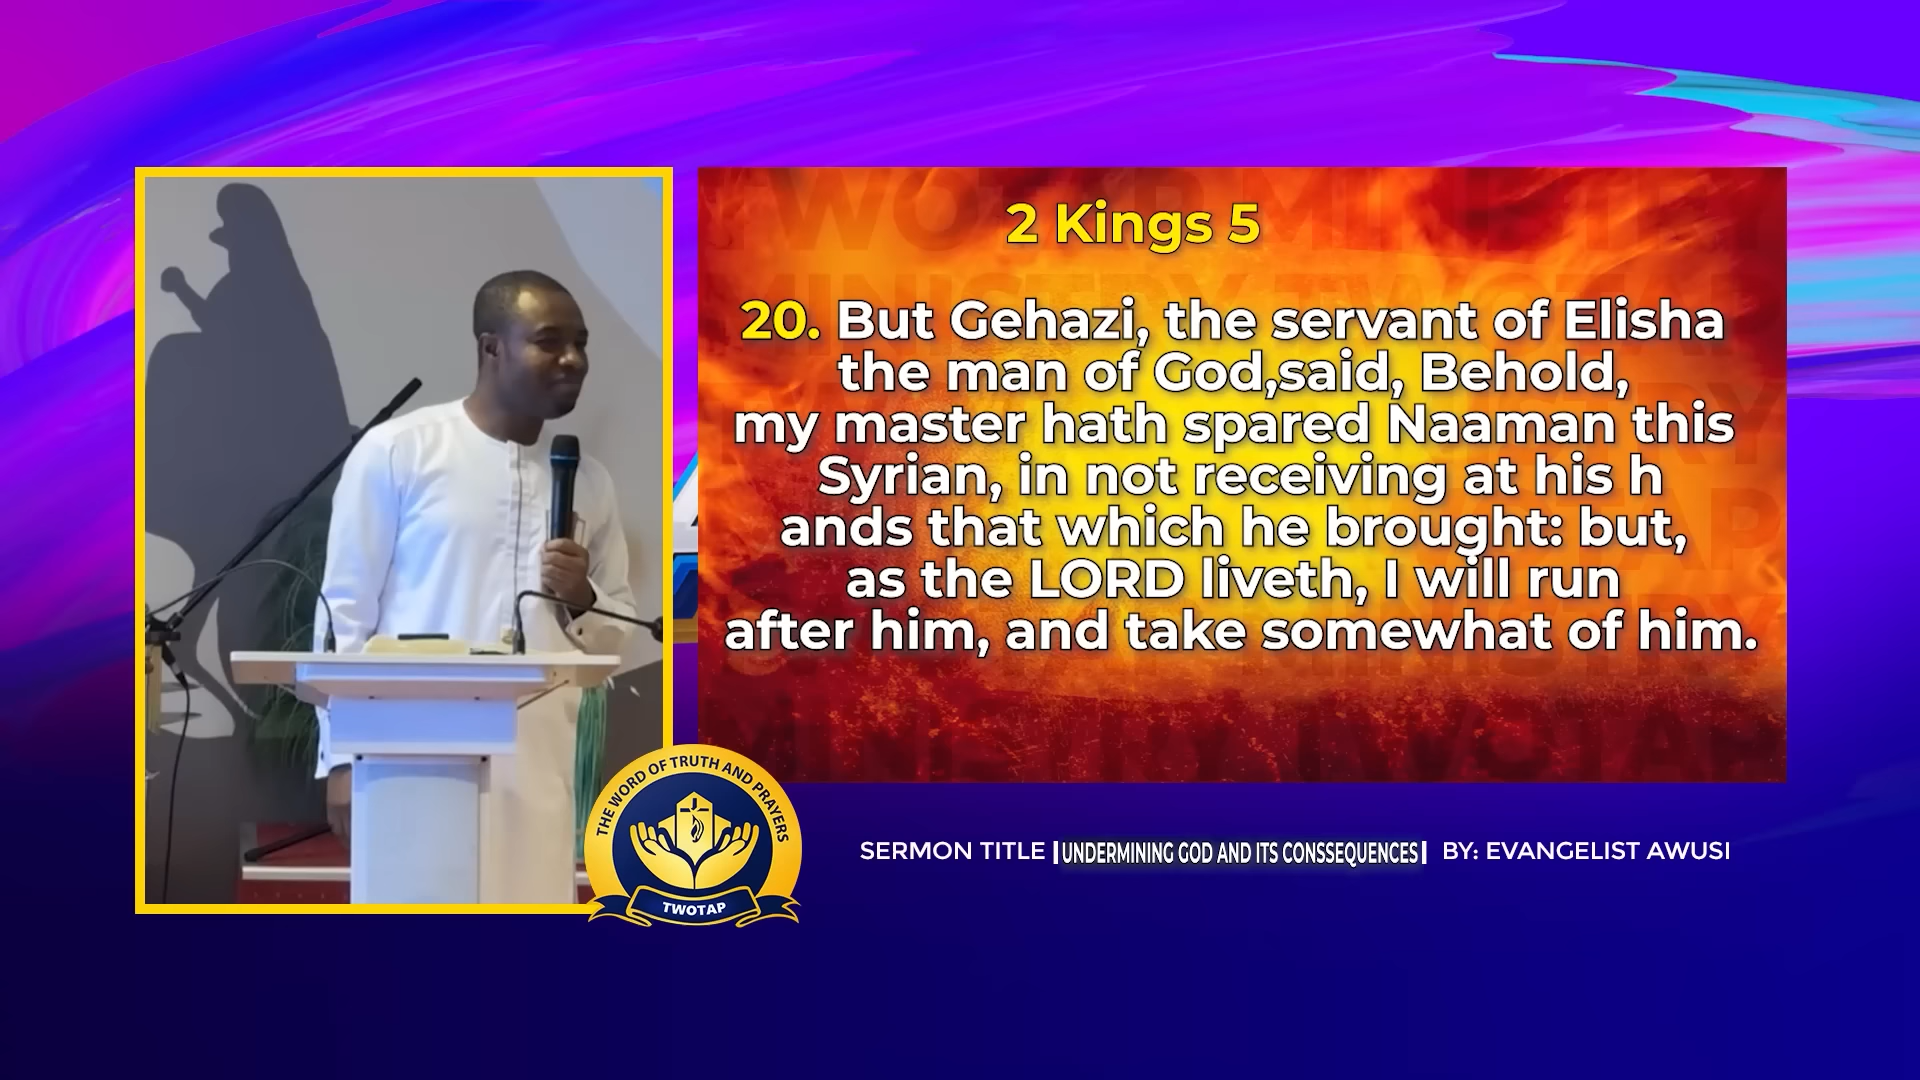 2 Kings 5
20. But Gehazi, the servant of Elisha
the man of God,said, Behold,
my master hath spared Naaman this
Syrian, in not receiving at his h
ands that which he brought: but,
as the LORD liveth, I will run
after him, and take somewhat of him.
THE WORD OF TRUTH AND PRAYERS
TWOTAP
SERMON TITLE |UNDERMINING GOD AND ITS CONSSEQUENCES| BY: EVANGELIST AWUSI